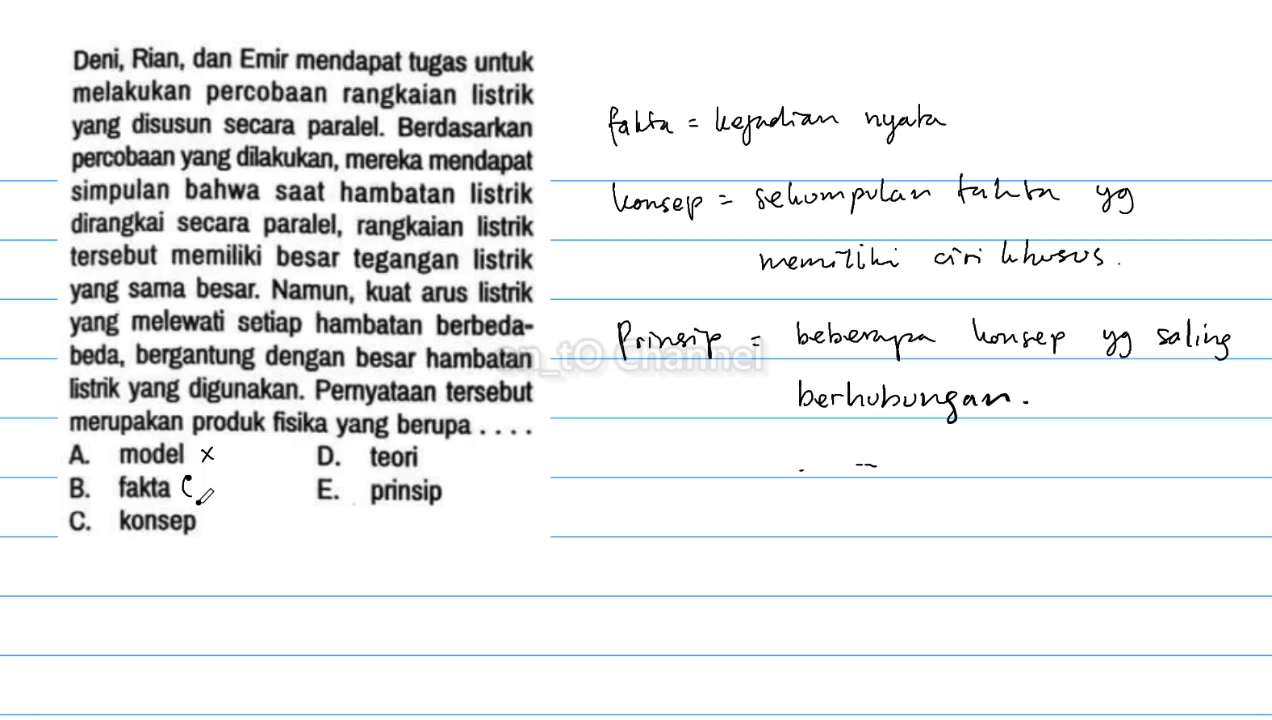 Deni, Rian, dan Emir mendapat tugas untuk
melakukan percobaan rangkaian listrik
yang disusun secara paralel. Berdasarkan
percobaan yang dilakukan, mereka mendapat
simpulan bahwa saat hambatan listrik
dirangkai secara paralel, rangkaian listrik
tersebut memiliki besar tegangan listrik
yang sama besar. Namun, kuat arus listrik
yang melewati setiap hambatan berbeda-
beda, bergantung dengan besar hambatan
listrik yang digunakan. Pernyataan tersebut
merupakan produk fisika yang berupa . . . .
A. model x
B. fakta
C. konsep
D. teori
E. prinsip
fakta = kejadian nyata
konsep = sekumpulan fakta yg
memiliki ciri khusus.
Prinsip = beberapa konsep yg saling
berhubungan.
an_tO Channel